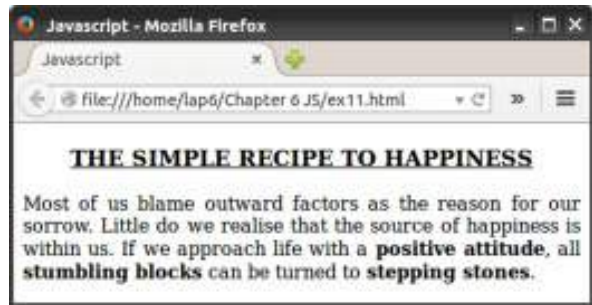 Javascript - Mozilla Firefox
Javascript
file:///home/lap6/Chapter 6 JS/ex11.html
THE SIMPLE RECIPE TO HAPPINESS
Most of us blame outward factors as the reason for our
sorrow. Little do we realise that the source of happiness is
within us. If we approach life with a positive attitude, all
stumbling blocks can be turned to stepping stones.